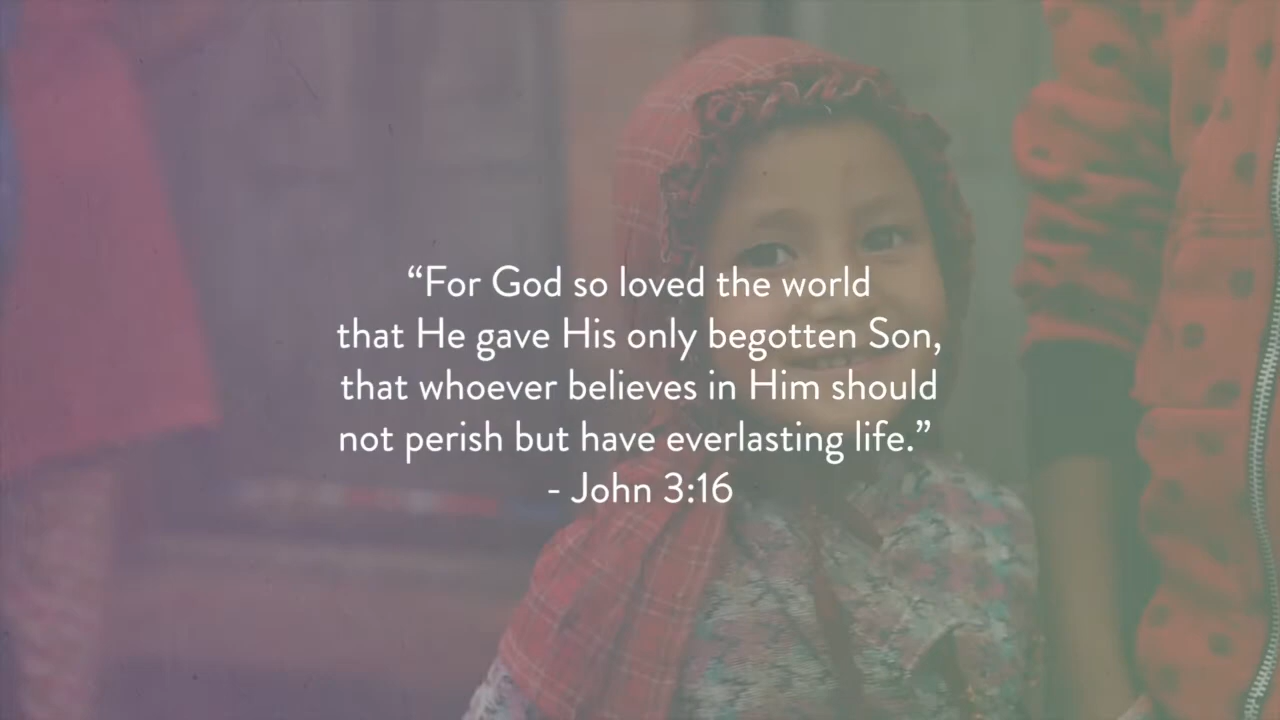 “For God so loved the world
that He gave His only begotten Son,
that whoever believes in Him should
not perish but have everlasting life.”
- John 3:16